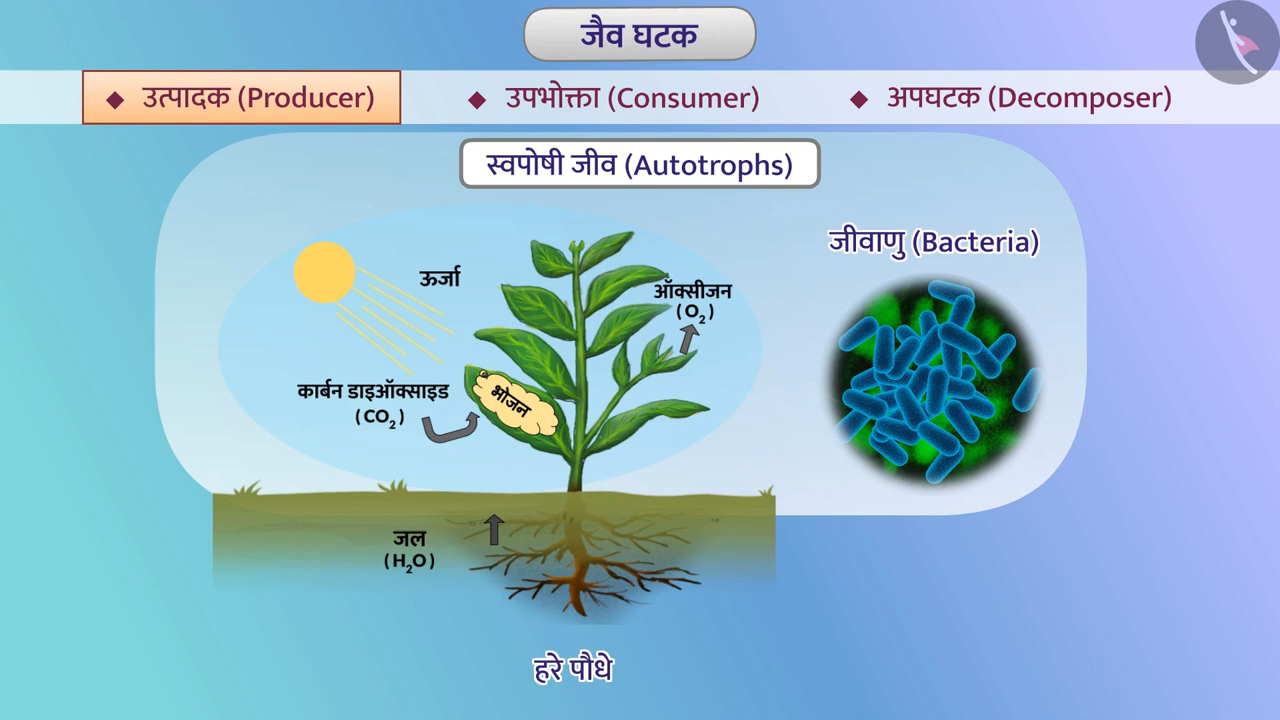 जैव घटक
◆ उत्पादक (Producer)
◆ उपभोक्ता (Consumer)
◆ अपघटक (Decomposer)
स्वपोषी जीव (Autotrophs)
जीवाणु (Bacteria)
ऊर्जा
ऑक्सीजन
(O₂)
कार्बन डाइऑक्साइड
(CO₂)
भोजन
जल
(H₂O)
हरे पौधे